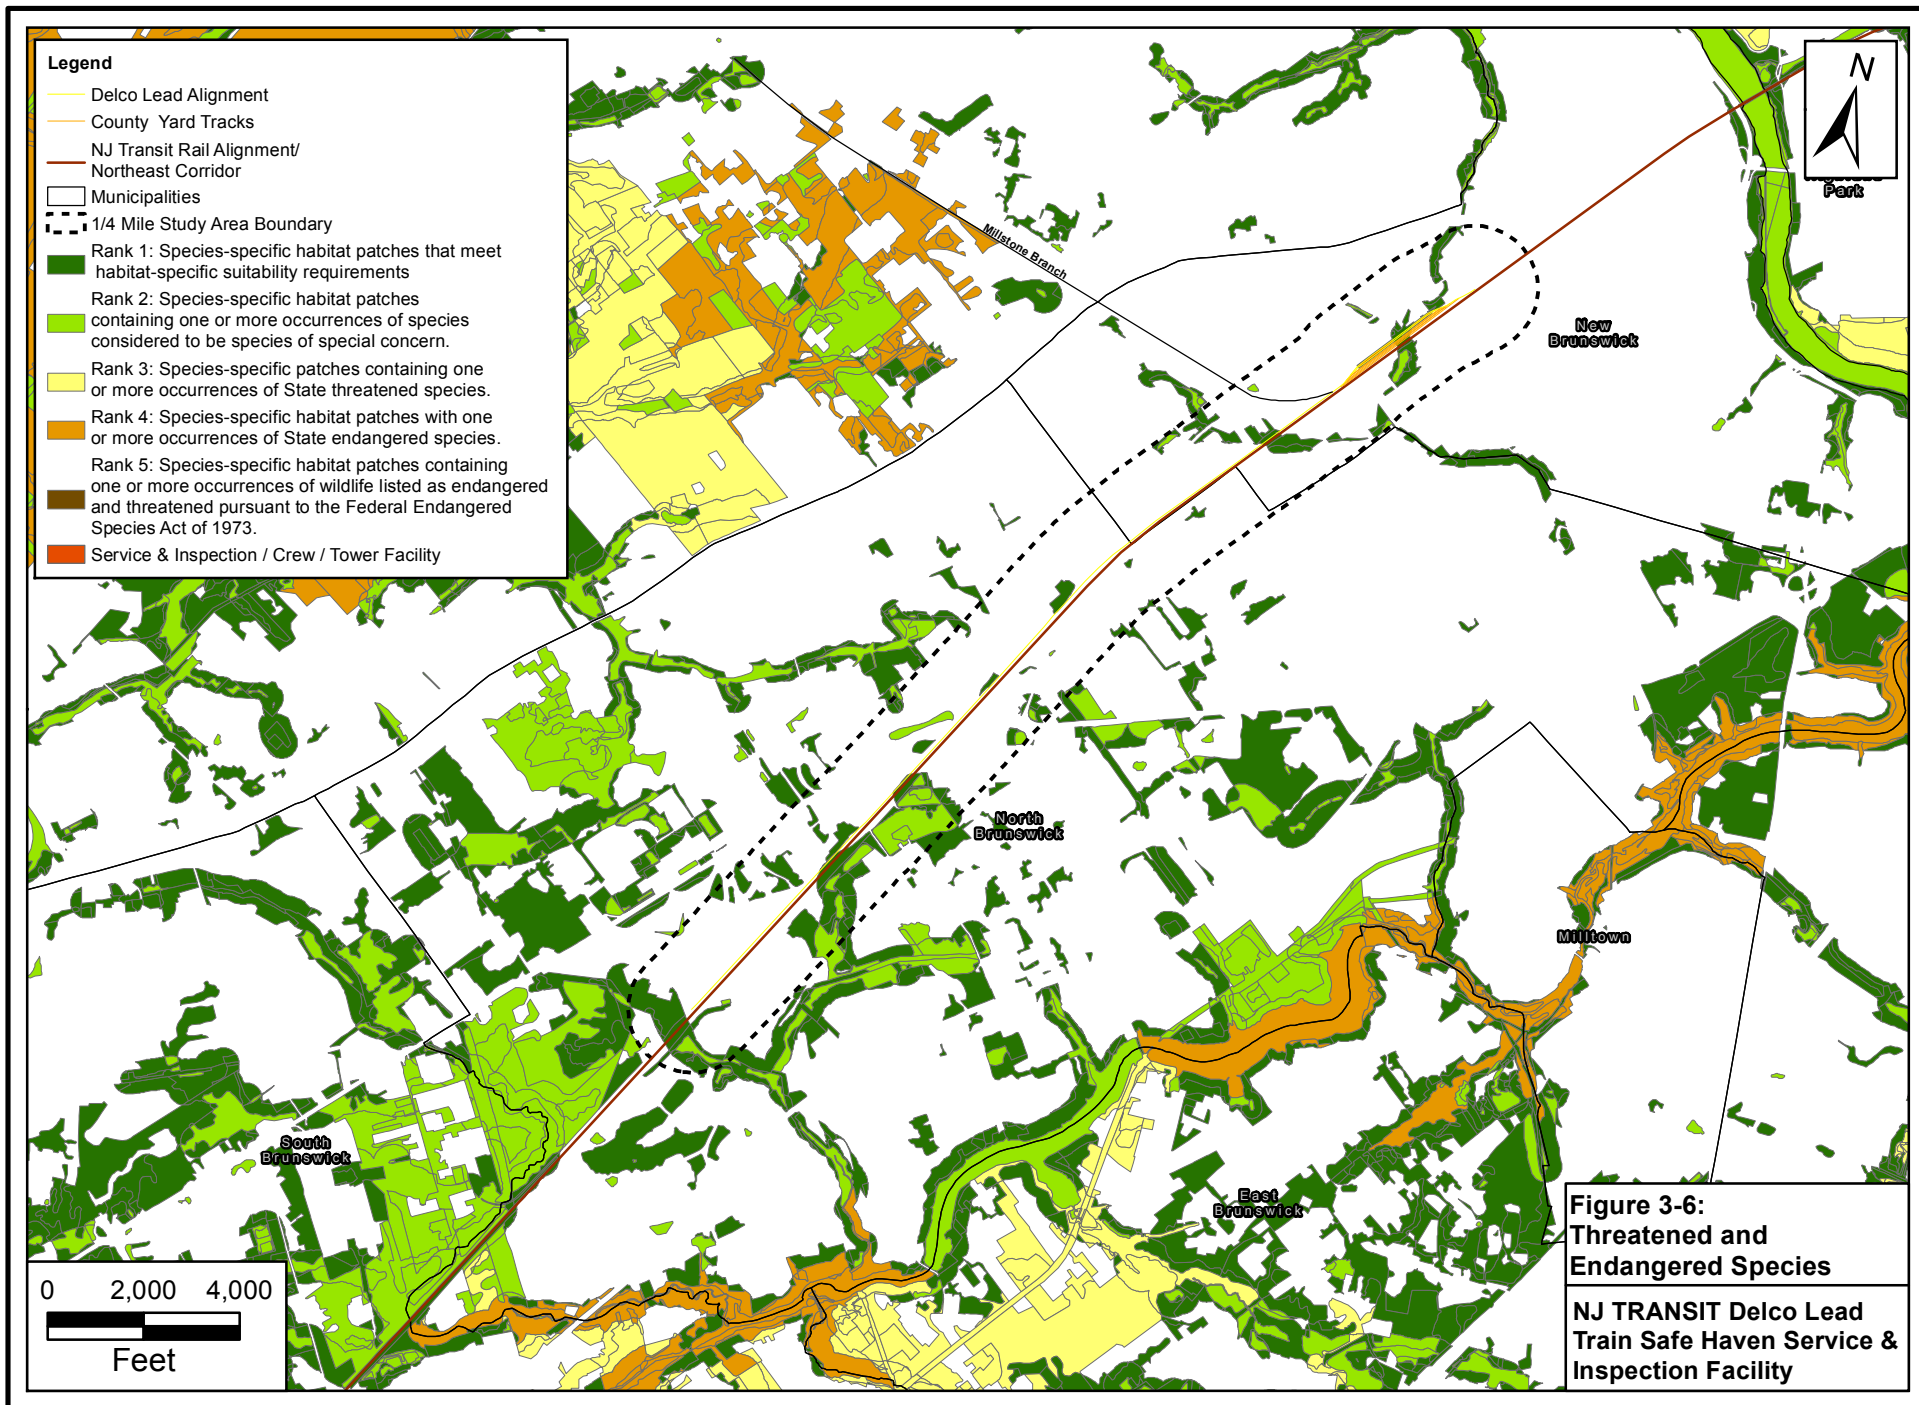 Legend
Delco Lead Alignment
County Yard Tracks
NJ Transit Rail Alignment/
Northeast Corridor
Municipalities
1/4 Mile Study Area Boundary
Rank 1: Species-specific habitat patches that meet
habitat-specific suitability requirements
Rank 2: Species-specific habitat patches
containing one or more occurrences of species
considered to be species of special concern.
Rank 3: Species-specific patches containing one
or more occurrences of State threatened species.
Rank 4: Species-specific habitat patches with one
or more occurrences of State endangered species.
Rank 5: Species-specific habitat patches containing
one or more occurrences of wildlife listed as endangered
and threatened pursuant to the Federal Endangered
Species Act of 1973.
Service & Inspection / Crew / Tower Facility
N
Park
Millstone Branch
New
Brunswick
North
Brunswick
Milltown
South
Brunswick
East
Brunswick
0 2,000 4,000
Feet
Figure 3-6:
Threatened and
Endangered Species
NJ TRANSIT Delco Lead
Train Safe Haven Service &
Inspection Facility